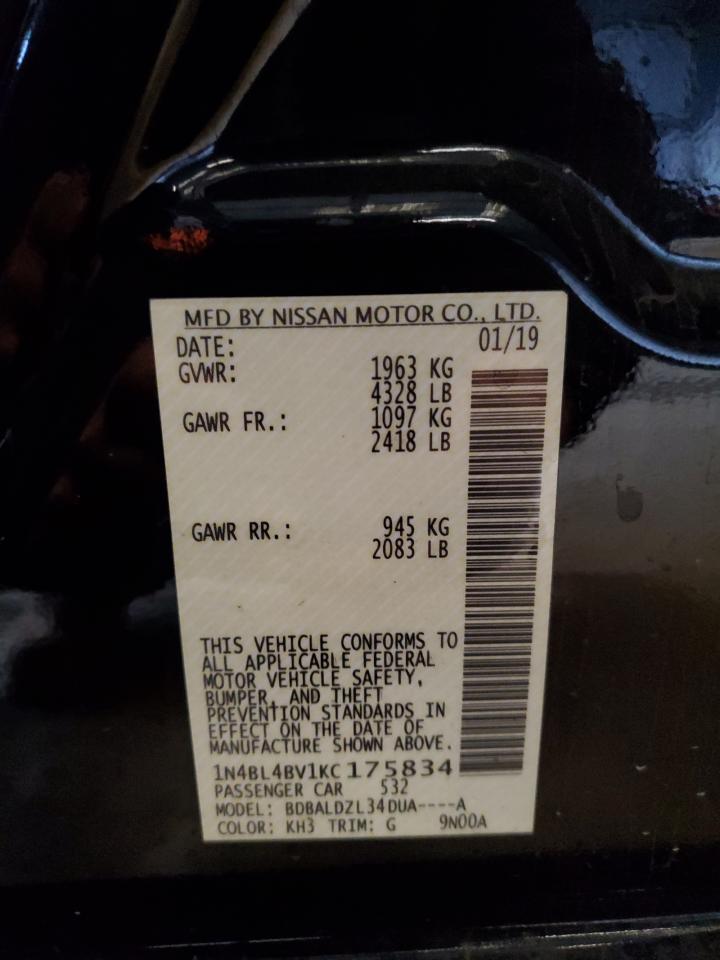 MFD BY NISSAN MOTOR CO., LTD.
DATE: 01/19
GVWR: 1963 KG
4328 LB
GAWR FR.: 1097 KG
2418 LB
GAWR RR.: 945 KG
2083 LB
THIS VEHICLE CONFORMS TO
ALL APPLICABLE FEDERAL
MOTOR VEHICLE SAFETY,
BUMPER, AND THEFT
PREVENTION STANDARDS IN
EFFECT ON THE DATE OF
MANUFACTURE SHOWN ABOVE.
1N4BL4BV1KC175834
PASSENGER CAR 532
MODEL: BDBALDZL34DUA----A
COLOR: KH3 TRIM: G 9N00A